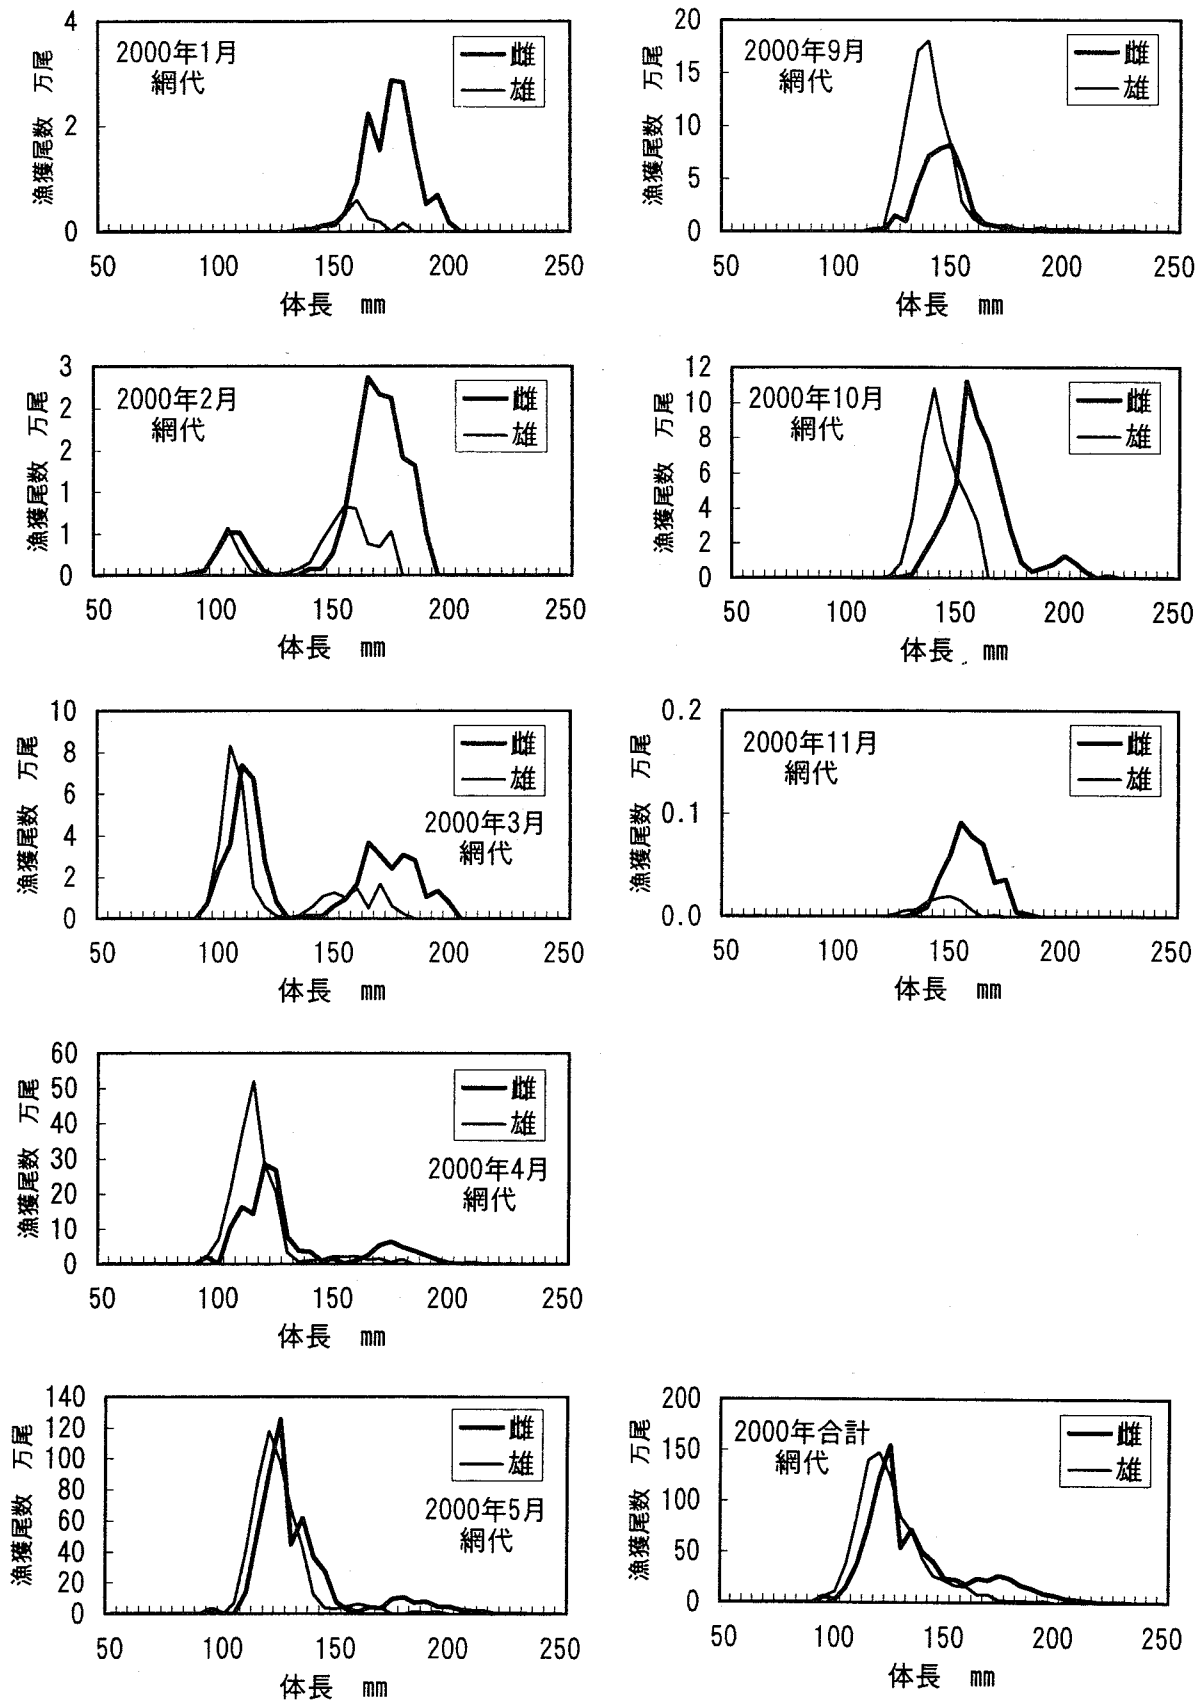 4
2
0
漁獲尾数 万尾
2000年1月
網代
雌
雄
50 100 150 200 250
体長 mm
20
15
10
5
0
漁獲尾数 万尾
2000年9月
網代
雌
雄
50 100 150 200 250
体長 mm
3
2
2
1
1
0
漁獲尾数 万尾
2000年2月
網代
雌
雄
50 100 150 200 250
体長 mm
12
10
8
6
4
2
0
漁獲尾数 万尾
2000年10月
網代
雌
雄
50 100 150 200 250
体長 mm
10
8
6
4
2
0
漁獲尾数 万尾
雌
雄
2000年3月
網代
50 100 150 200 250
体長 mm
0.2
0.1
0.0
漁獲尾数 万尾
2000年11月
網代
雌
雄
50 100 150 200 250
体長 mm
60
50
40
30
20
10
0
漁獲尾数 万尾
雌
雄
2000年4月
網代
50 100 150 200 250
体長 mm
140
120
100
80
60
40
20
0
漁獲尾数 万尾
雌
雄
2000年5月
網代
50 100 150 200 250
体長 mm
200
150
100
50
0
漁獲尾数 万尾
2000年合計
網代
雌
雄
50 100 150 200 250
体長 mm